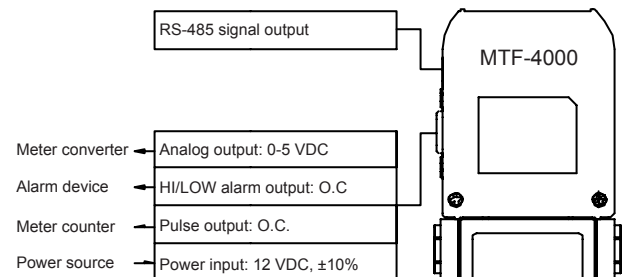 RS-485 signal output
MTF-4000
Meter converter Analog output: 0-5 VDC
Alarm device HI/LOW alarm output: O.C
Meter counter Pulse output: O.C.
Power source Power input: 12 VDC, ±10%